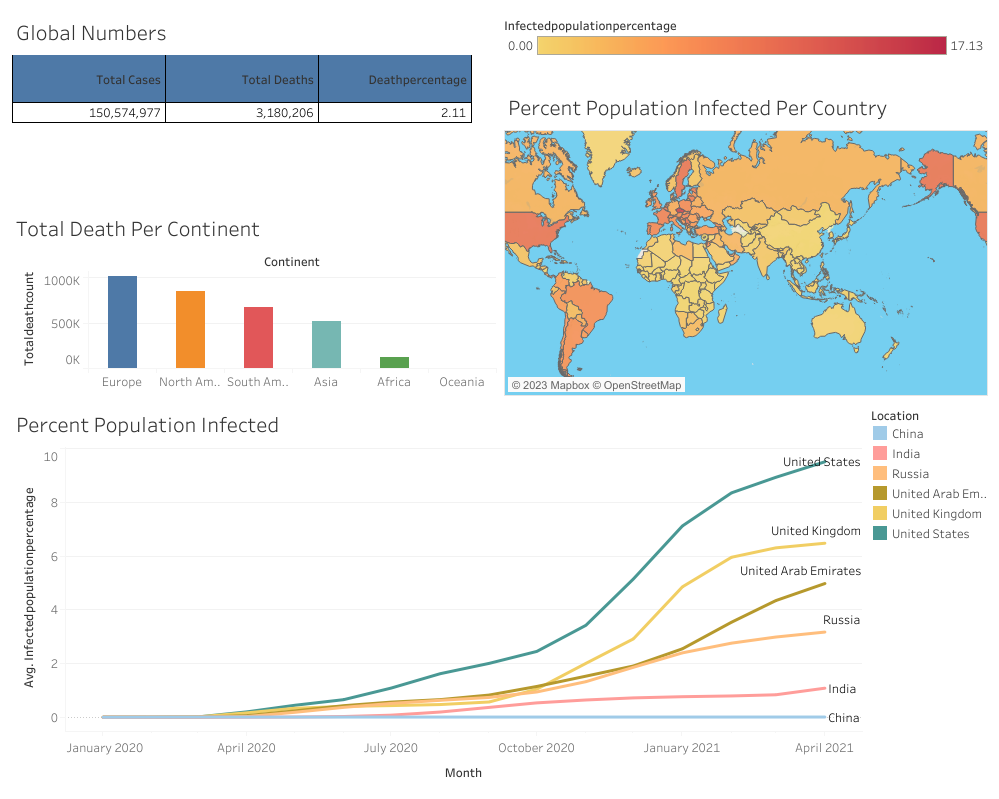 Global Numbers
Total Cases Total Deaths Deathpercentage
150,574,977 3,180,206 2.11
Infectedpopulationpercentage
0.00 17.13
Percent Population Infected Per Country
© 2023 Mapbox © OpenStreetMap
Total Death Per Continent
Continent
Totaldeathcount
1000K
500K
0K
Europe North Am.. South Am.. Asia Africa Oceania
Percent Population Infected
Avg. Infectedpopulationpercentage
10
8
6
4
2
0
United States
United Kingdom
United Arab Emirates
Russia
India
China
January 2020 April 2020 July 2020 October 2020 January 2021 April 2021
Month
Location
China
India
Russia
United Arab Em..
United Kingdom
United States